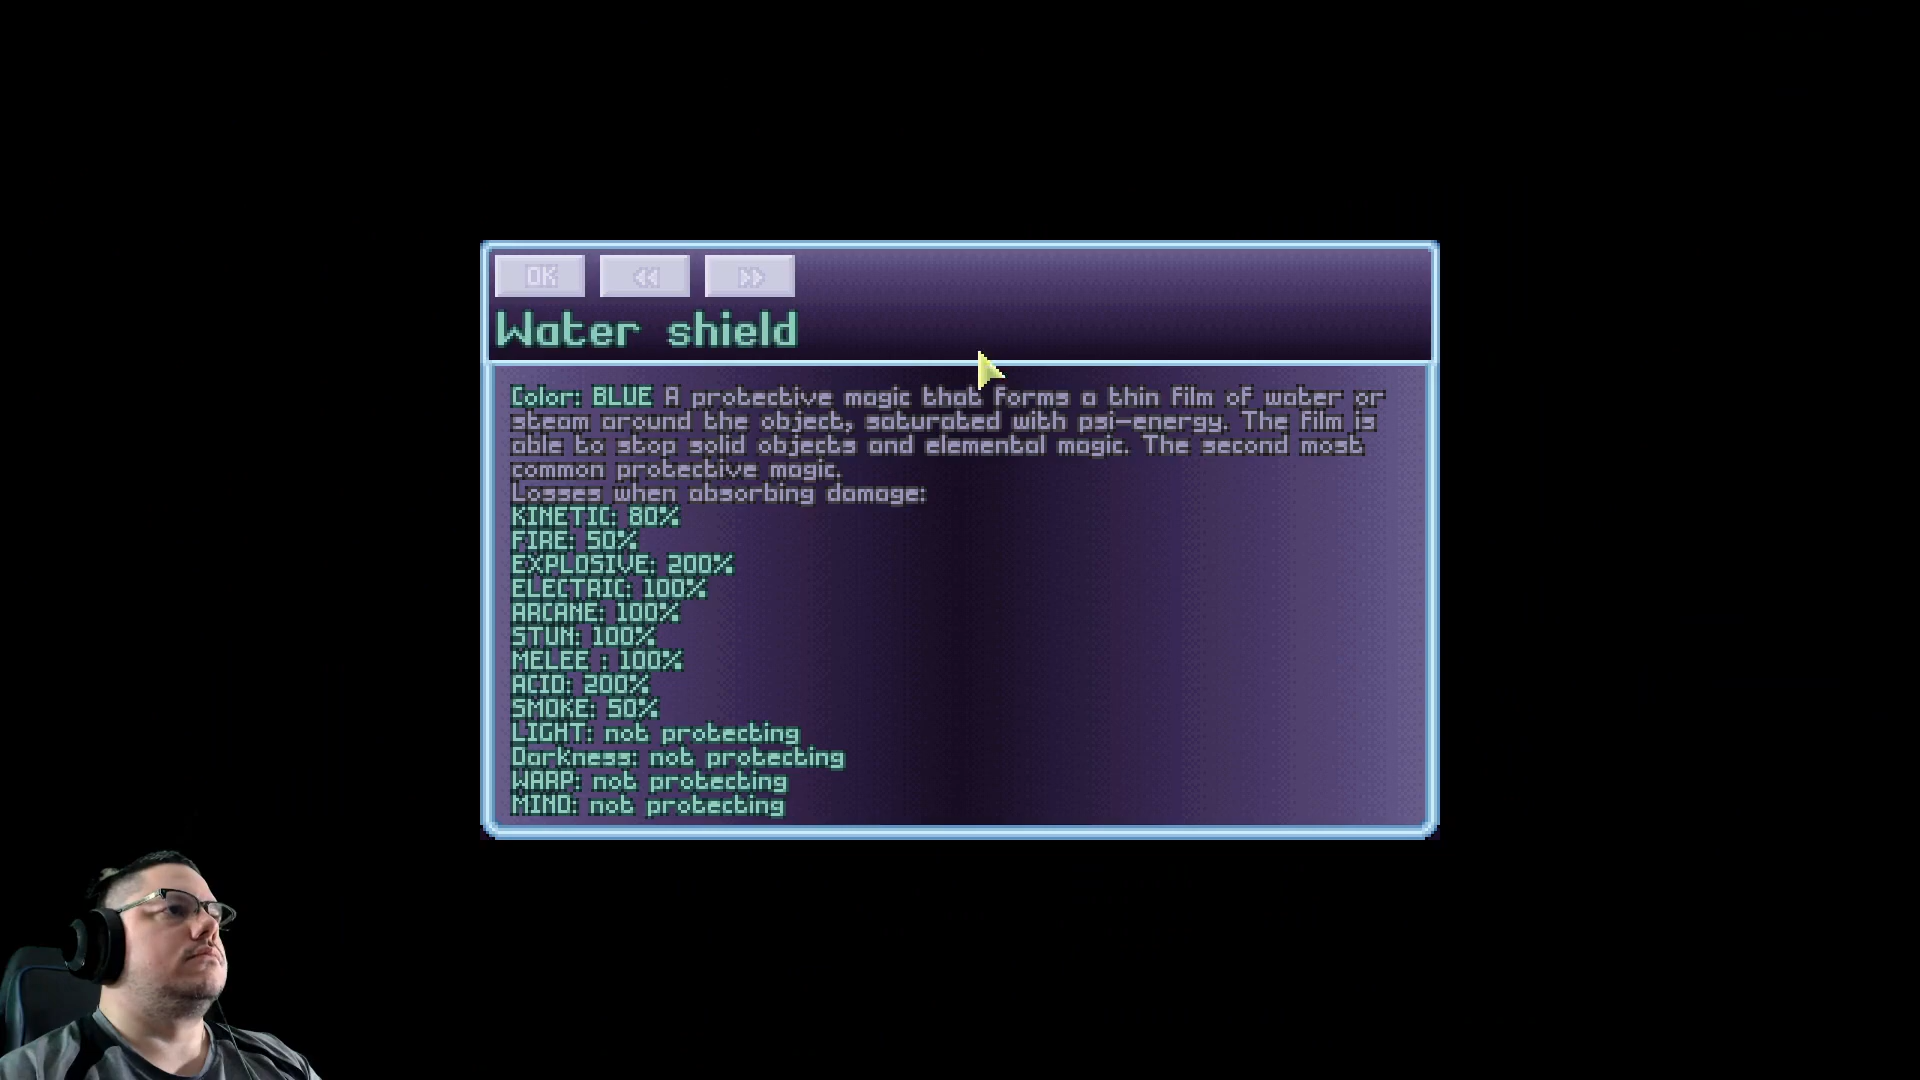 OK
Water shield
Color: BLUE A protective magic that forms a thin film of water or
steam around the object, saturated with psi-energy. The film is
able to stop solid objects and elemental magic. The second most
common protective magic.
Losses when absorbing damage:
KINETIC: 80%
FIRE: 50%
EXPLOSIVE: 200%
ELECTRIC: 100%
ARCANE: 100%
STUN: 100%
MELEE : 100%
ACID: 200%
SMOKE: 50%
LIGHT: not protecting
Darkness: not protecting
WARP: not protecting
MIND: not protecting